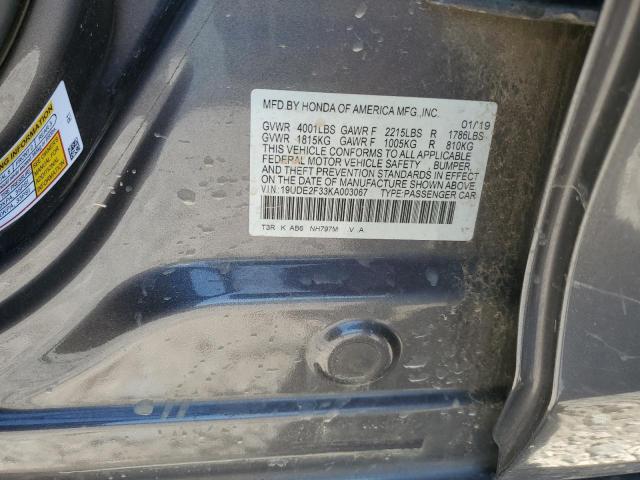 MFD.BY HONDA OF AMERICA MFG.,INC.
01/19
GVWR 4001LBS GAWR F 2215LBS R 1786LBS
GVWR 1815KG GAWR F 1005KG R 810KG
THIS VEHICLE CONFORMS TO ALL APPLICABLE
FEDERAL MOTOR VEHICLE SAFETY , BUMPER,
AND THEFT PREVENTION STANDARDS IN EFFECT
ON THE DATE OF MANUFACTURE SHOWN ABOVE.
V.I.N: 19UDE2F33KA003067 TYPE:PASSENGER CAR
T3R K AB6 NH797M V A